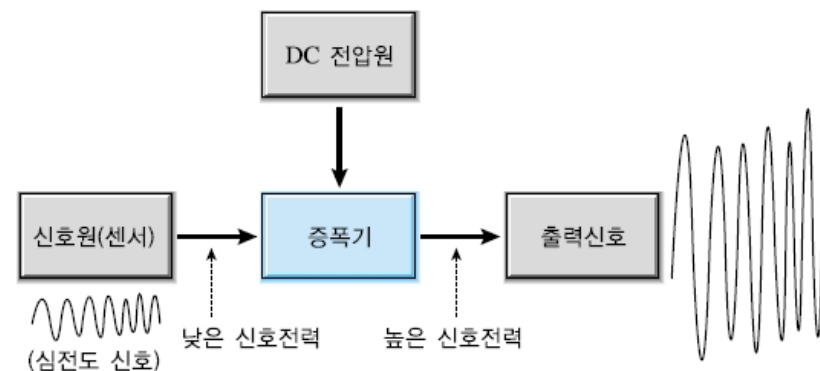 DC 전압원
신호원(센서)
증폭기
출력신호
낮은 신호전력
높은 신호전력
(심전도 신호)